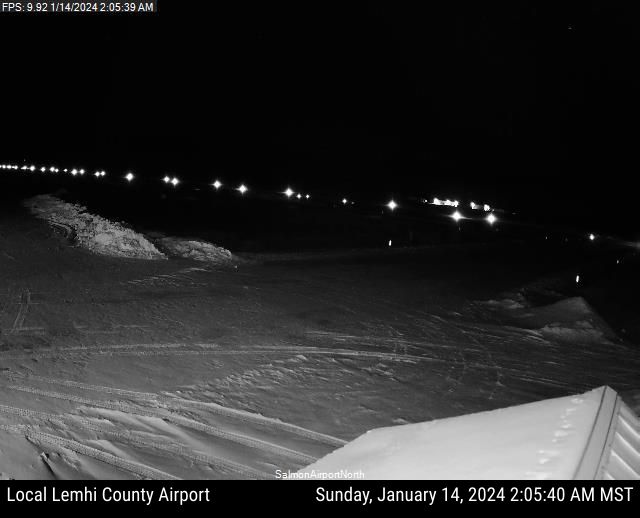 FPS: 9.92 1/14/2024 2:05:39 AM
SalmonAirportNorth
Local Lemhi County Airport
Sunday, January 14, 2024 2:05:40 AM MST